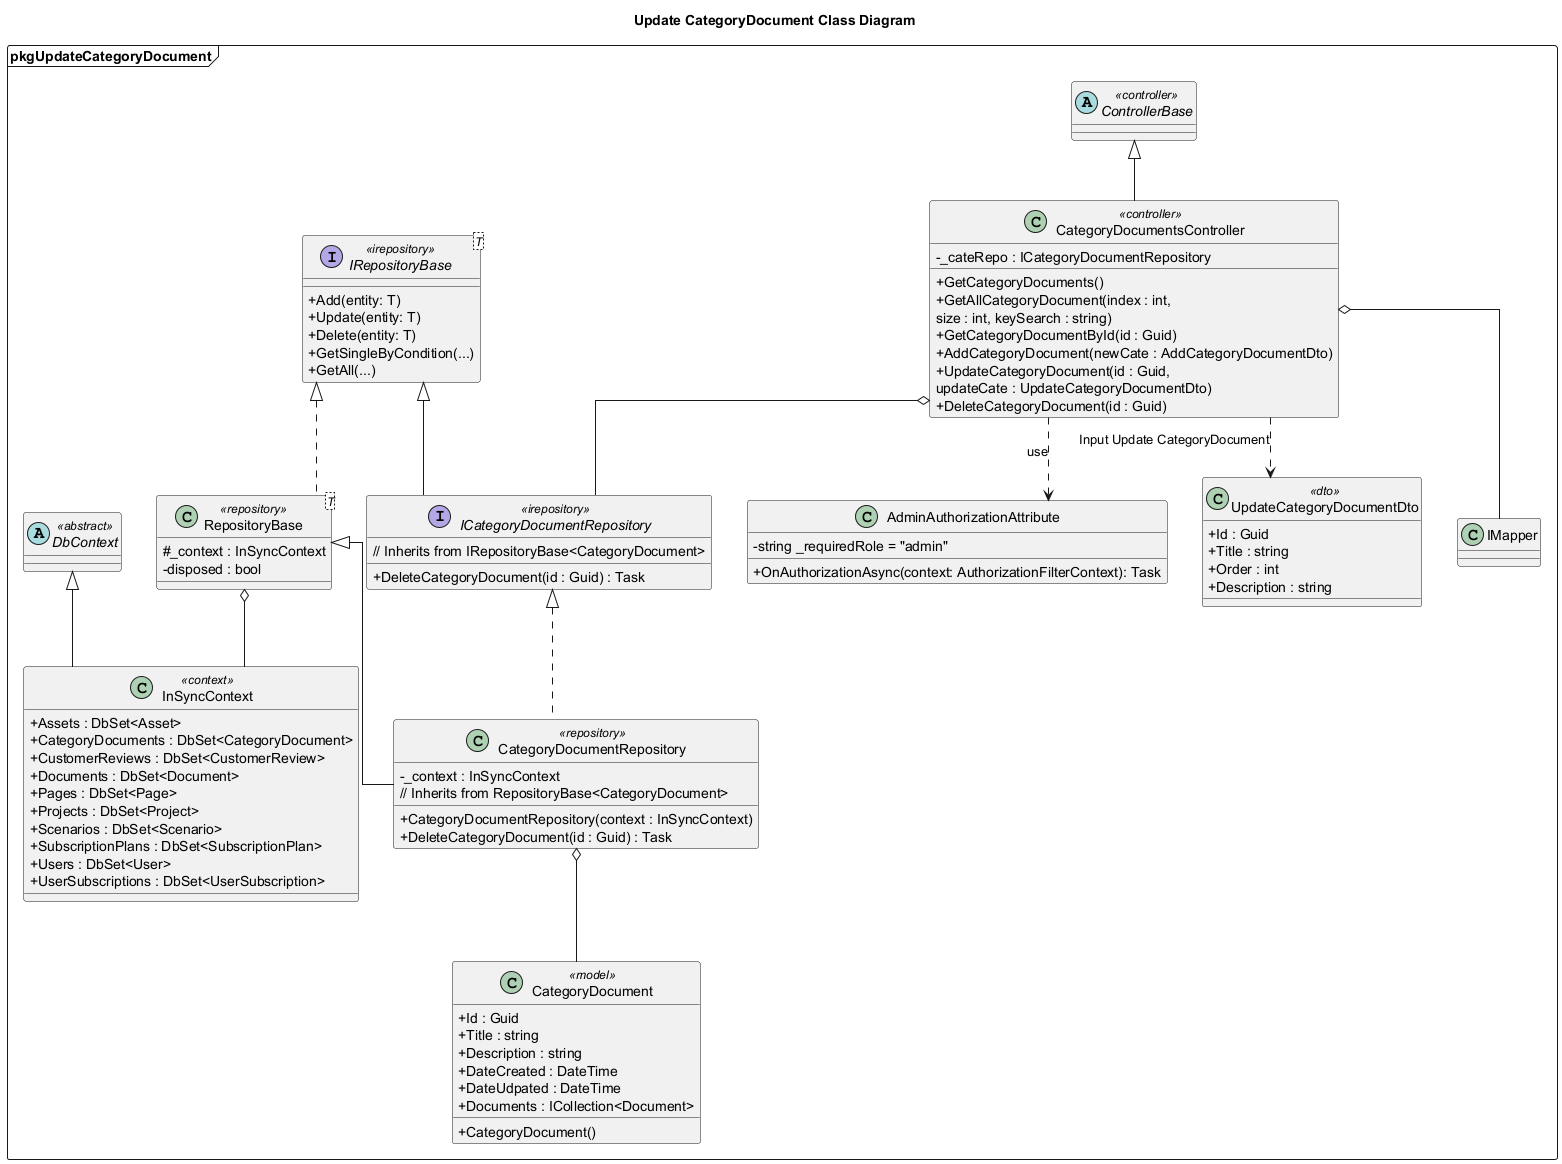 Update CategoryDocument Class Diagram
pkgUpdateCategoryDocument
A
«controller»
ControllerBase
C
«controller»
CategoryDocumentsController
-_cateRepo : ICategoryDocumentRepository
+GetCategoryDocuments()
+GetAllCategoryDocument(index : int,
size : int, keySearch : string)
+GetCategoryDocumentById(id : Guid)
+AddCategoryDocument(newCate : AddCategoryDocumentDto)
+UpdateCategoryDocument(id : Guid,
updateCate : UpdateCategoryDocumentDto)
+DeleteCategoryDocument(id : Guid)
T
I
«irepository»
IRepositoryBase
+Add(entity: T)
+Update(entity: T)
+Delete(entity: T)
+GetSingleByCondition(...)
+GetAll(...)
Input Update CategoryDocument
use
A
«abstract»
DbContext
T
C
«repository»
RepositoryBase
#_context : InSyncContext
-disposed : bool
I
«irepository»
ICategoryDocumentRepository
// Inherits from IRepositoryBase<CategoryDocument>
+DeleteCategoryDocument(id : Guid) : Task
C
AdminAuthorizationAttribute
-string _requiredRole = "admin"
+OnAuthorizationAsync(context: AuthorizationFilterContext): Task
C
«dto»
UpdateCategoryDocumentDto
+Id : Guid
+Title : string
+Order : int
+Description : string
C
IMapper
C
«context»
InSyncContext
+Assets : DbSet<Asset>
+CategoryDocuments : DbSet<CategoryDocument>
+CustomerReviews : DbSet<CustomerReview>
+Documents : DbSet<Document>
+Pages : DbSet<Page>
+Projects : DbSet<Project>
+Scenarios : DbSet<Scenario>
+SubscriptionPlans : DbSet<SubscriptionPlan>
+Users : DbSet<User>
+UserSubscriptions : DbSet<UserSubscription>
C
«repository»
CategoryDocumentRepository
-_context : InSyncContext
// Inherits from RepositoryBase<CategoryDocument>
+CategoryDocumentRepository(context : InSyncContext)
+DeleteCategoryDocument(id : Guid) : Task
C
«model»
CategoryDocument
+Id : Guid
+Title : string
+Description : string
+DateCreated : DateTime
+DateUdpated : DateTime
+Documents : ICollection<Document>
+CategoryDocument()